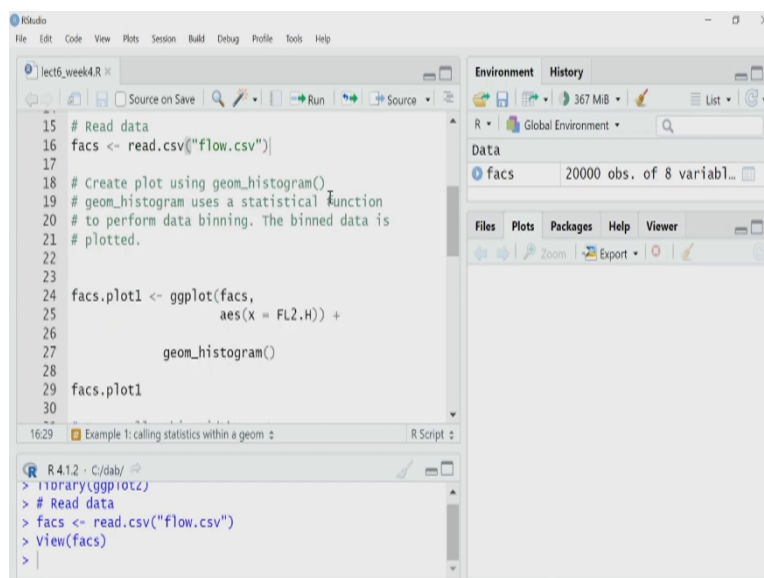 RStudio
File Edit Code View Plots Session Build Debug Profile Tools Help
lect6_week4.R
Source on Save Run Source
15 # Read data
16 facs <- read.csv("flow.csv")
17
18 # Create plot using geom_histogram()
19 # geom_histogram uses a statistical function
20 # to perform data binning. The binned data is
21 # plotted.
22
23
24 facs.plot1 <- ggplot(facs,
25 aes(x = FL2.H)) +
26
27 geom_histogram()
28
29 facs.plot1
30
16:29 Example 1: calling statistics within a geom R Script
R 4.1.2 · C:/dab/
> library(ggplot2)
> # Read data
> facs <- read.csv("flow.csv")
> View(facs)
>
Environment History
367 MiB List
R Global Environment
Data
facs 20000 obs. of 8 variabl…
Files Plots Packages Help Viewer
Zoom Export